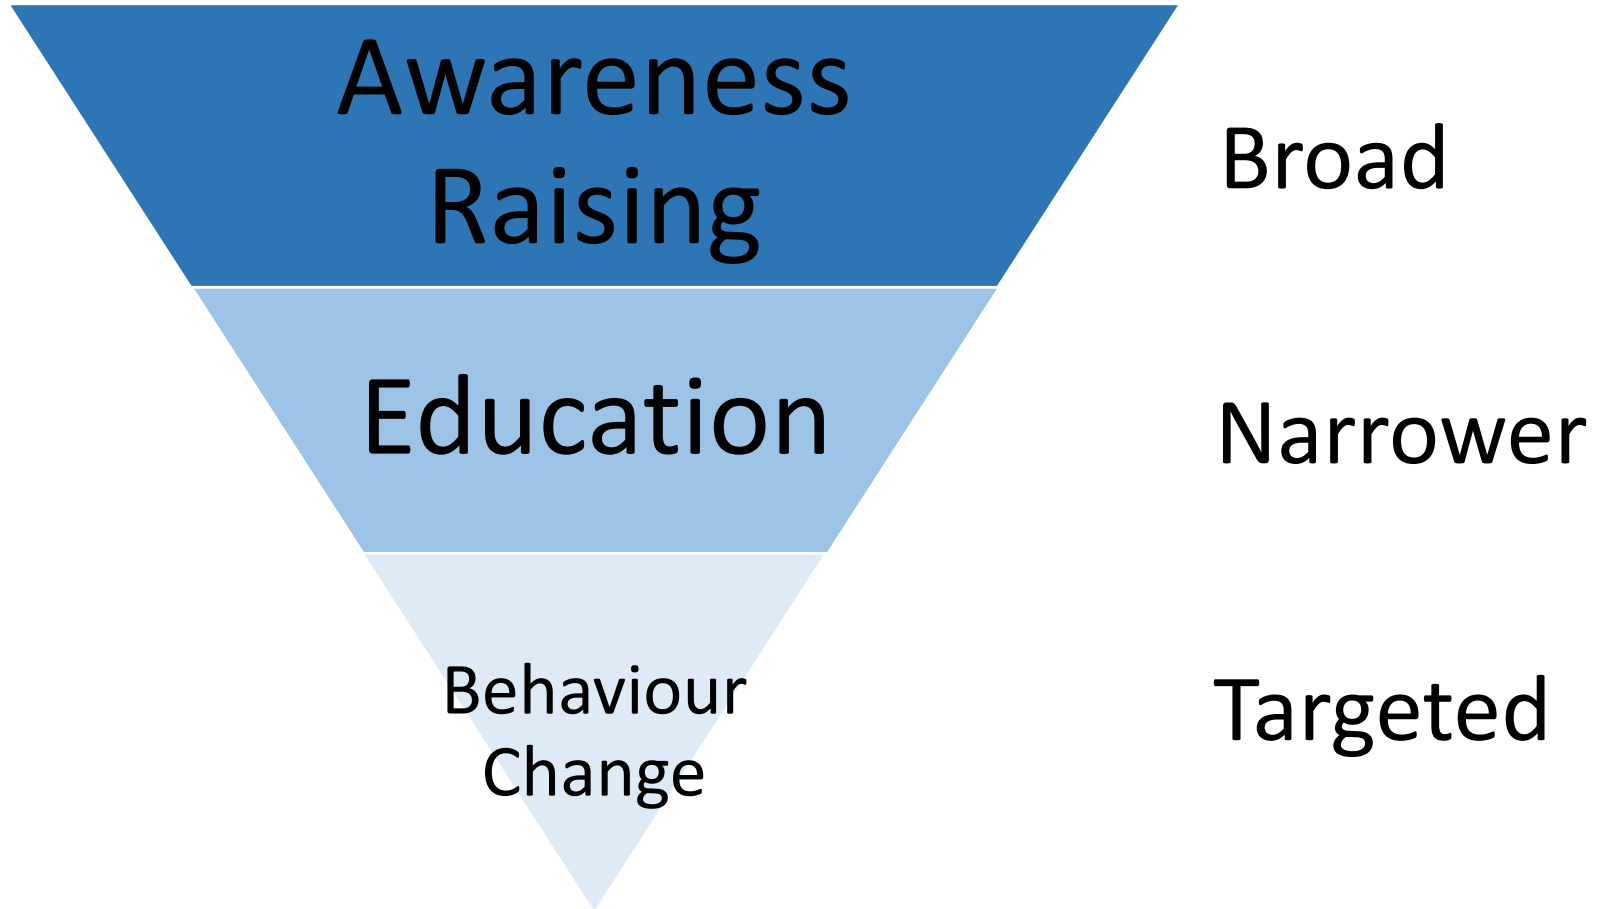 Awareness
Raising
Broad
Education
Narrower
Behaviour
Change
Targeted